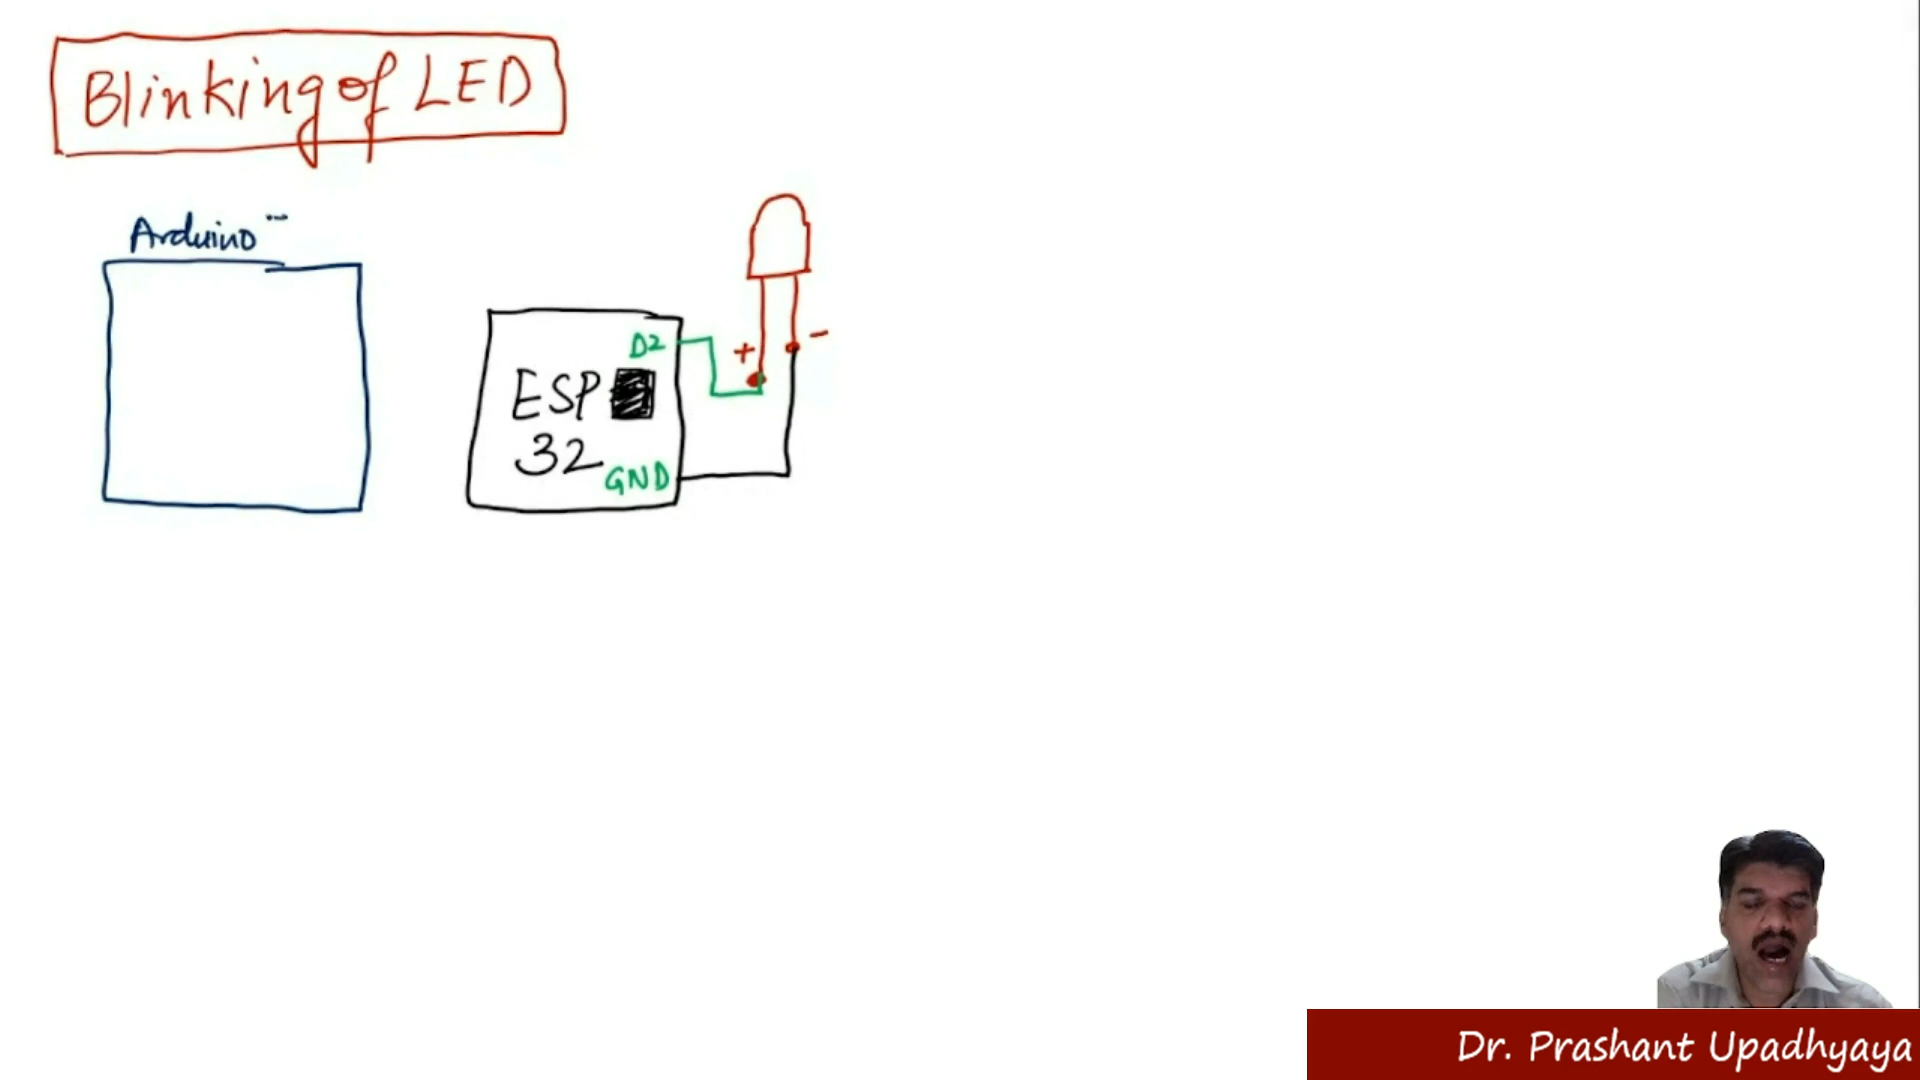 Blinking of LED
Arduino
D2
+ -
ESP
32
GND
Dr. Prashant Upadhyaya